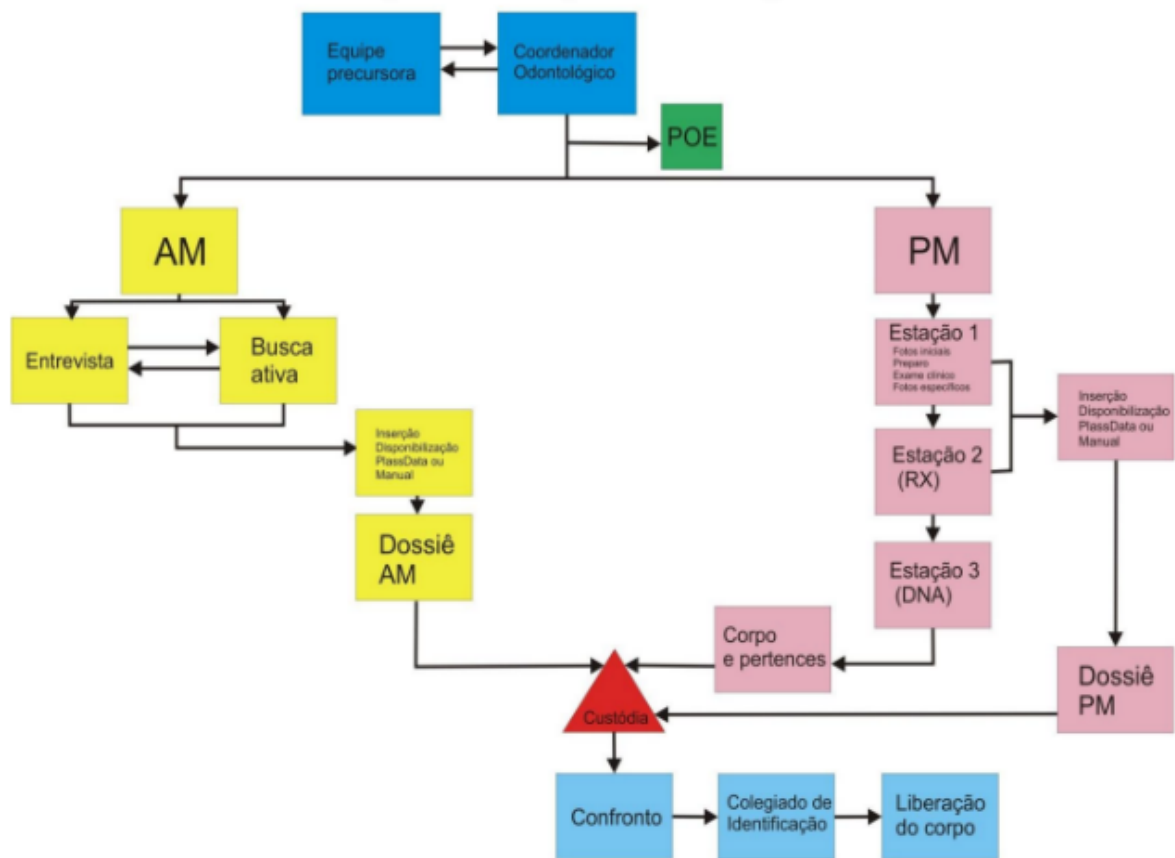 Equipe
precursora
Coordenador
Odontológico
POE
AM
PM
Entrevista
Busca
ativa
Estação 1
Fotos iniciais
Preparo
Exame clínico
Fotos específicos
Inserção
Disponibilização
PlassData ou
Manual
Inserção
Disponibilização
PlassData ou
Manual
Estação 2
(RX)
Dossiê
AM
Estação 3
(DNA)
Corpo
e pertences
Dossiê
PM
Custódia
Confronto
Colegiado de
Identificação
Liberação
do corpo